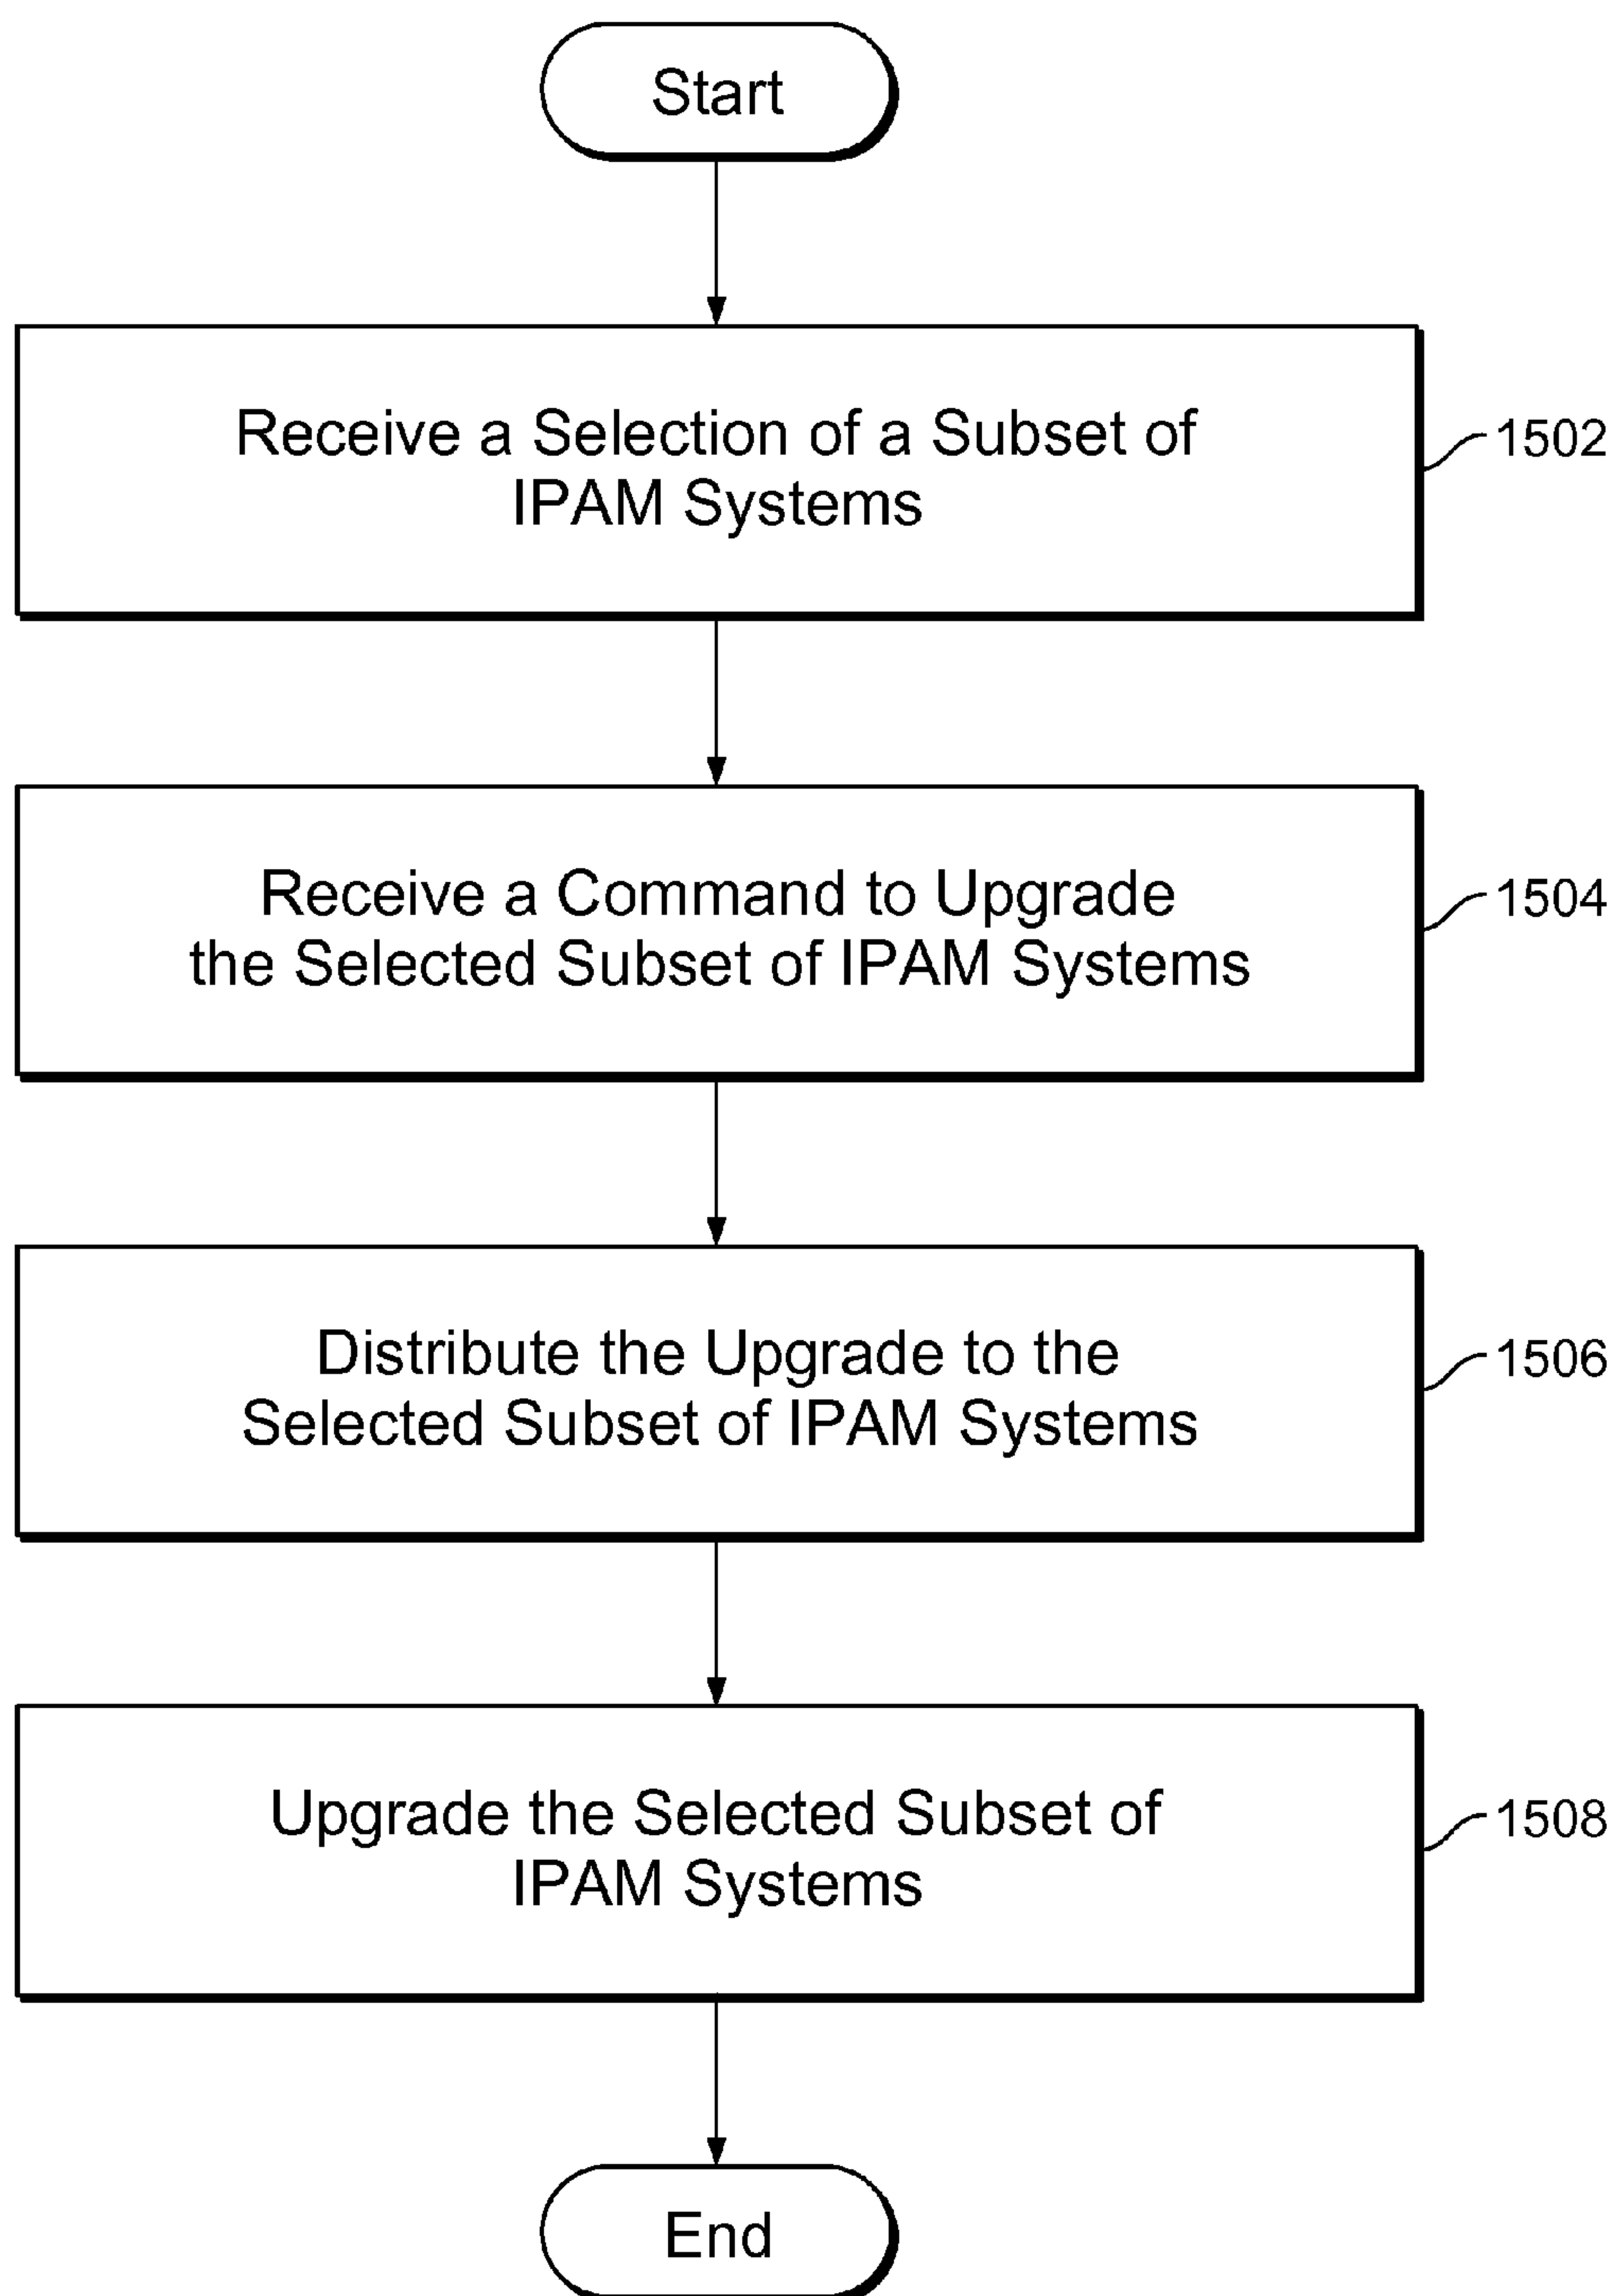 Start
Receive a Selection of a Subset of
IPAM Systems
1502
Receive a Command to Upgrade
the Selected Subset of IPAM Systems
1504
Distribute the Upgrade to the
Selected Subset of IPAM Systems
1506
Upgrade the Selected Subset of
IPAM Systems
1508
End